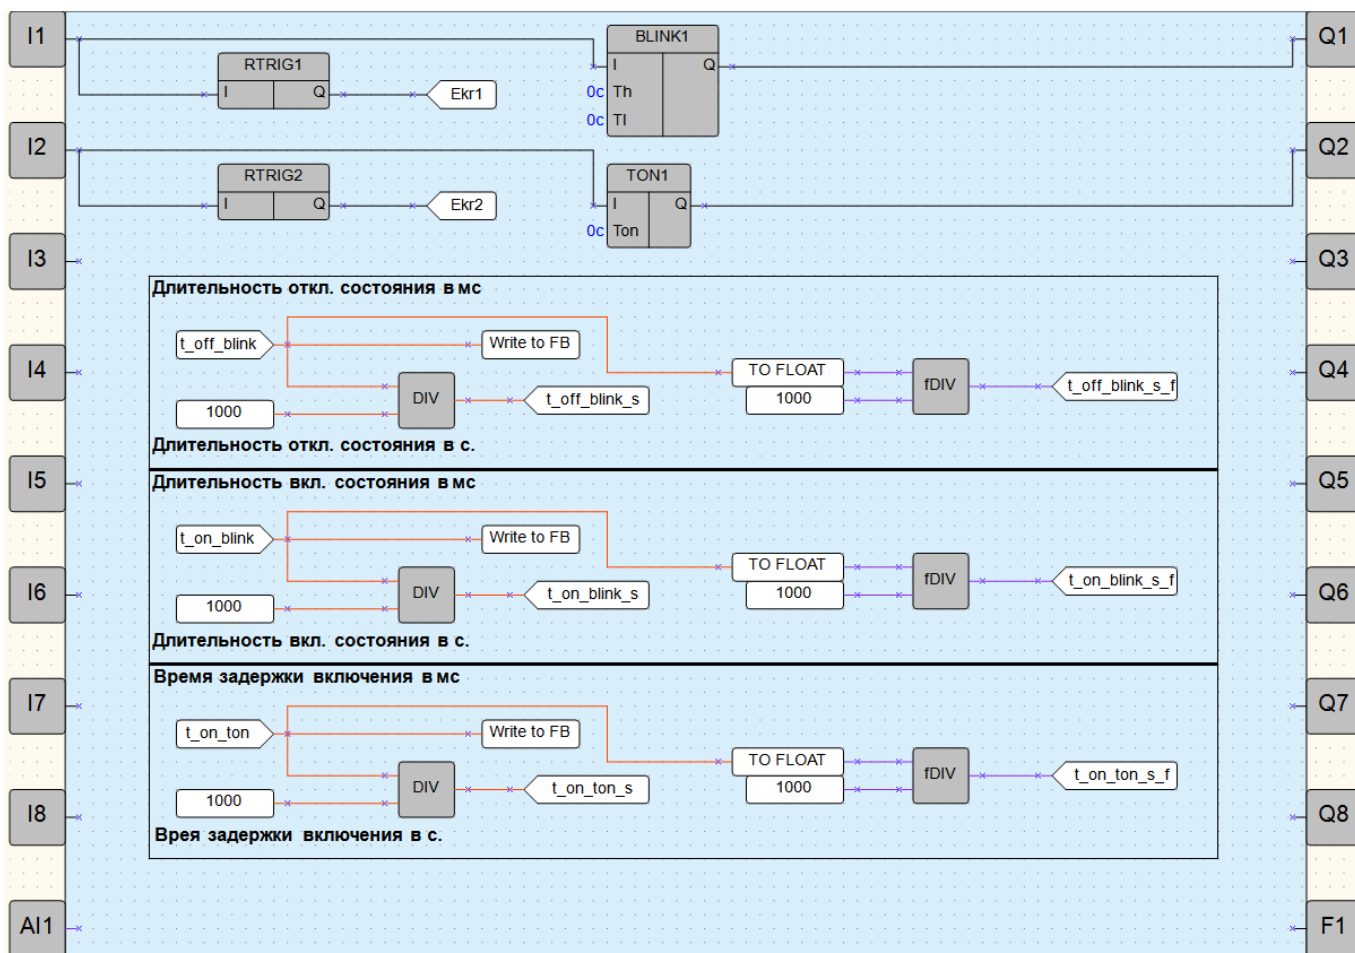 I1
BLINK1
Q1
RTRIG1
I Q
I Q
Ekr1
0c Th
0c Tl
I2
Q2
RTRIG2
TON1
I Q
I Q
Ekr2
0c Ton
I3
Q3
Длительность откл. состояния в мс
t_off_blink
Write to FB
I4
TO FLOAT
fDIV
t_off_blink_s_f
Q4
DIV
1000
t_off_blink_s
1000
Длительность откл. состояния в с.
I5
Q5
Длительность вкл. состояния в мс
t_on_blink
Write to FB
TO FLOAT
fDIV
t_on_blink_s_f
I6
Q6
DIV
1000
t_on_blink_s
1000
Длительность вкл. состояния в с.
Время задержки включения в мс
I7
Q7
t_on_ton
Write to FB
TO FLOAT
fDIV
t_on_ton_s_f
DIV
1000
t_on_ton_s
1000
I8
Q8
Врея задержки включения в с.
AI1
F1